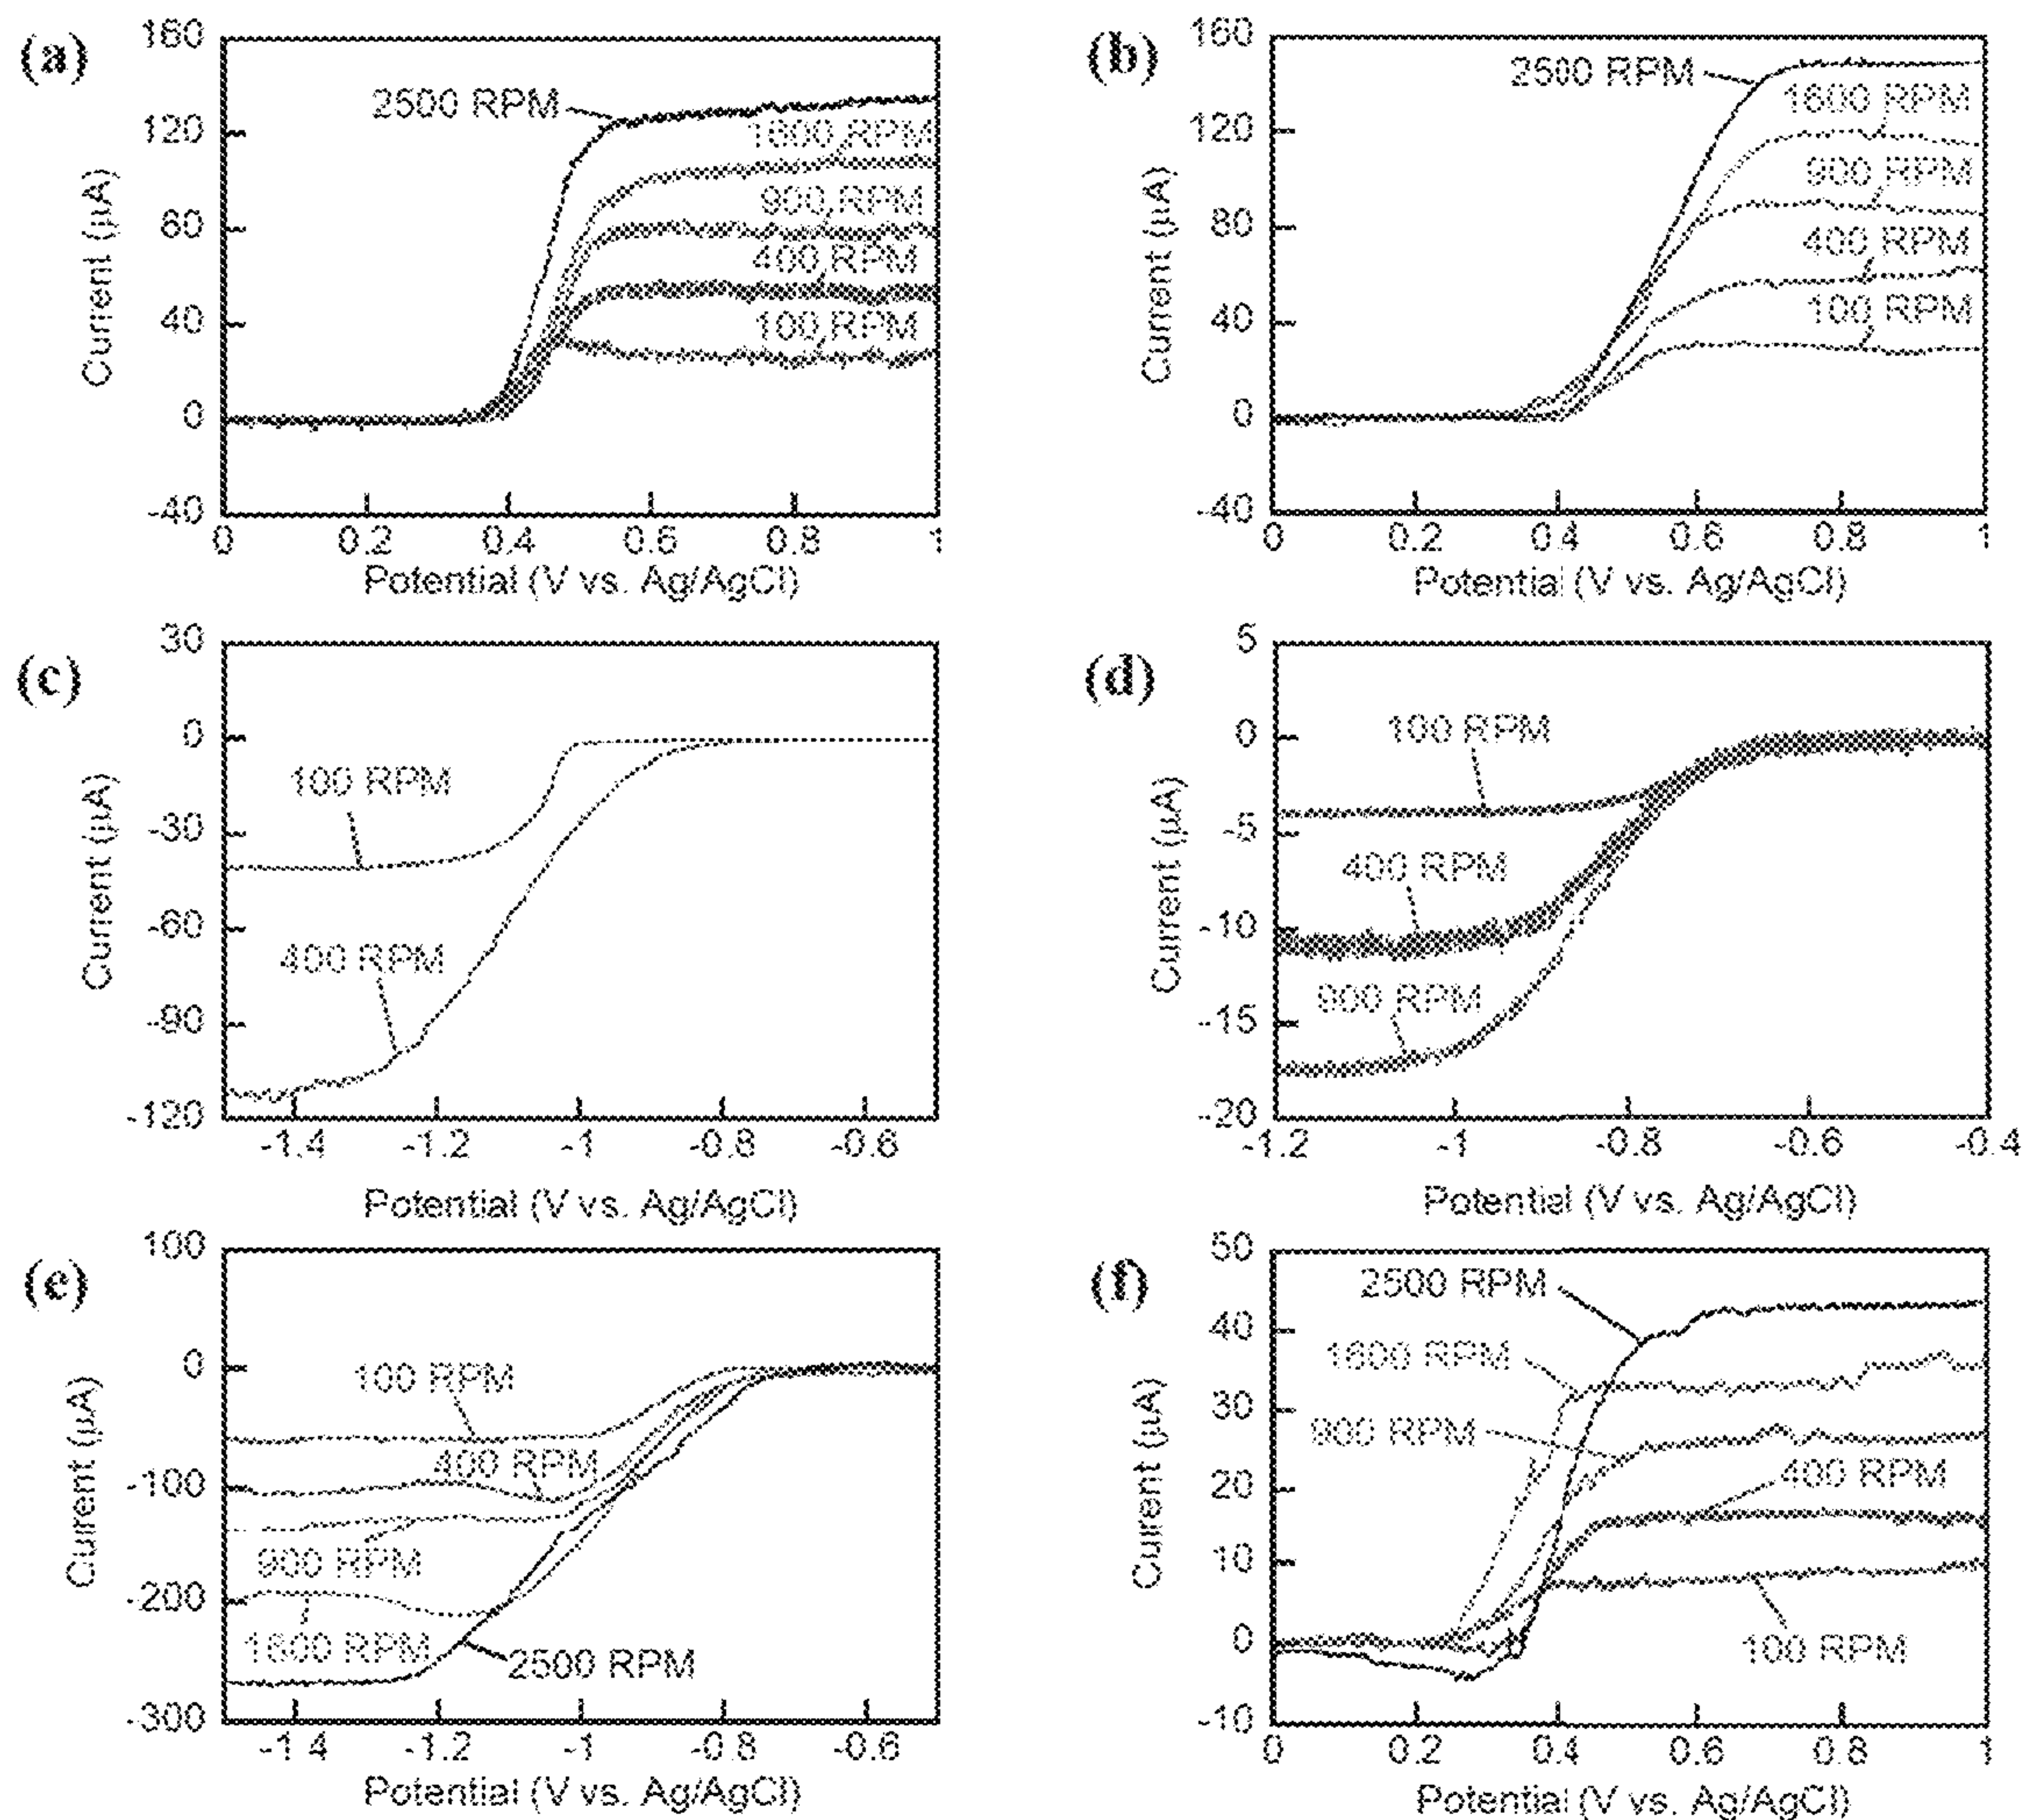 (a)
160
120
80
40
0
-40
Current (µA)
2500 RPM
1600 RPM
900 RPM
400 RPM
100 RPM
0 0.2 0.4 0.6 0.8 1
Potential (V vs. Ag/AgCl)
(b)
160
120
80
40
0
-40
Current (µA)
2500 RPM
1600 RPM
900 RPM
400 RPM
100 RPM
0 0.2 0.4 0.6 0.8 1
Potential (V vs. Ag/AgCl)
(c)
30
0
-30
-60
-90
-120
Current (µA)
100 RPM
400 RPM
-1.4 -1.2 -1 -0.8 -0.6
Potential (V vs. Ag/AgCl)
(d)
5
0
-5
-10
-15
-20
Current (µA)
100 RPM
400 RPM
900 RPM
-1.2 -1 -0.8 -0.6 -0.4
Potential (V vs. Ag/AgCl)
(e)
100
0
-100
-200
-300
Current (µA)
100 RPM
400 RPM
900 RPM
1600 RPM
2500 RPM
-1.4 -1.2 -1 -0.8 -0.6
Potential (V vs. Ag/AgCl)
(f)
50
40
30
20
10
0
-10
Current (µA)
2500 RPM
1600 RPM
900 RPM
400 RPM
100 RPM
0 0.2 0.4 0.6 0.8 1
Potential (V vs. Ag/AgCl)